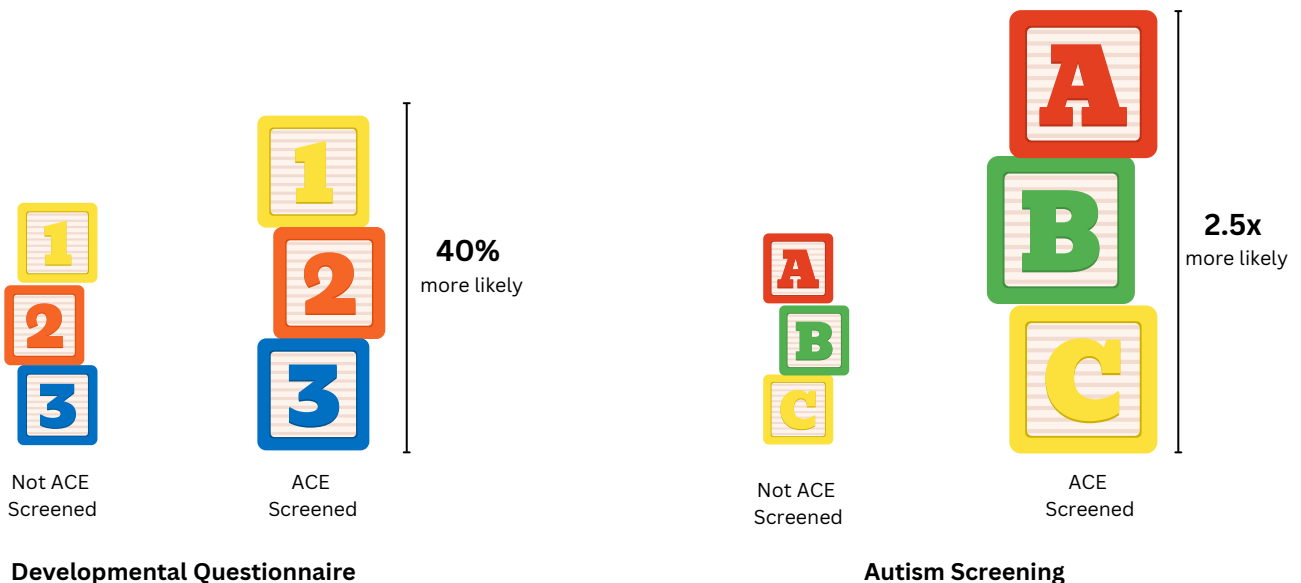 1
2
3
Not ACE
Screened
1
2
3
ACE
Screened
40%
more likely
Developmental Questionnaire
A
B
C
Not ACE
Screened
A
B
C
ACE
Screened
2.5x
more likely
Autism Screening